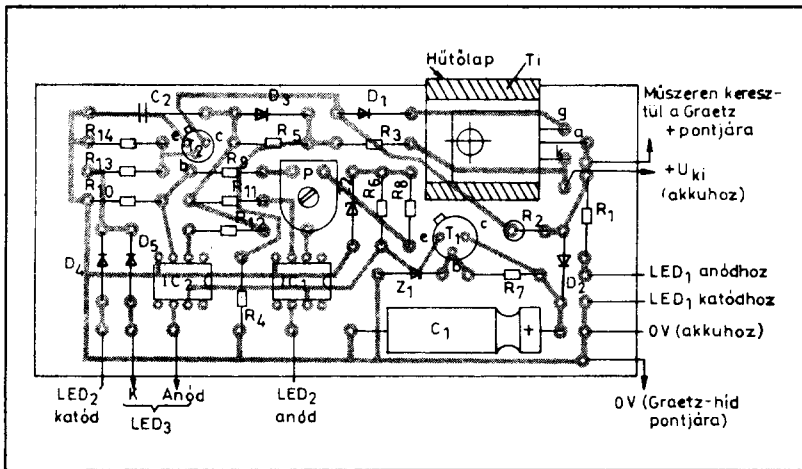 Hűtőlap Ti
Műszeren keresz-
tül a Graetz
+ pontjára
C2 D3 D1 g
R14 e c R5 R3 a
T2 k
+Uki
(akkuhoz)
R13 b R9 P
R10 R11 R6 R8 R1
R12 e T1 c R2
D4 D5 b D2
LED1 anódhoz
IC2 IC1 Z1 R7
LED1 katódhoz
R4 C1 +
0V (akkuhoz)
LED2 K Anód LED2
katód LED3 anód
0V (Graetz-híd
pontjára)